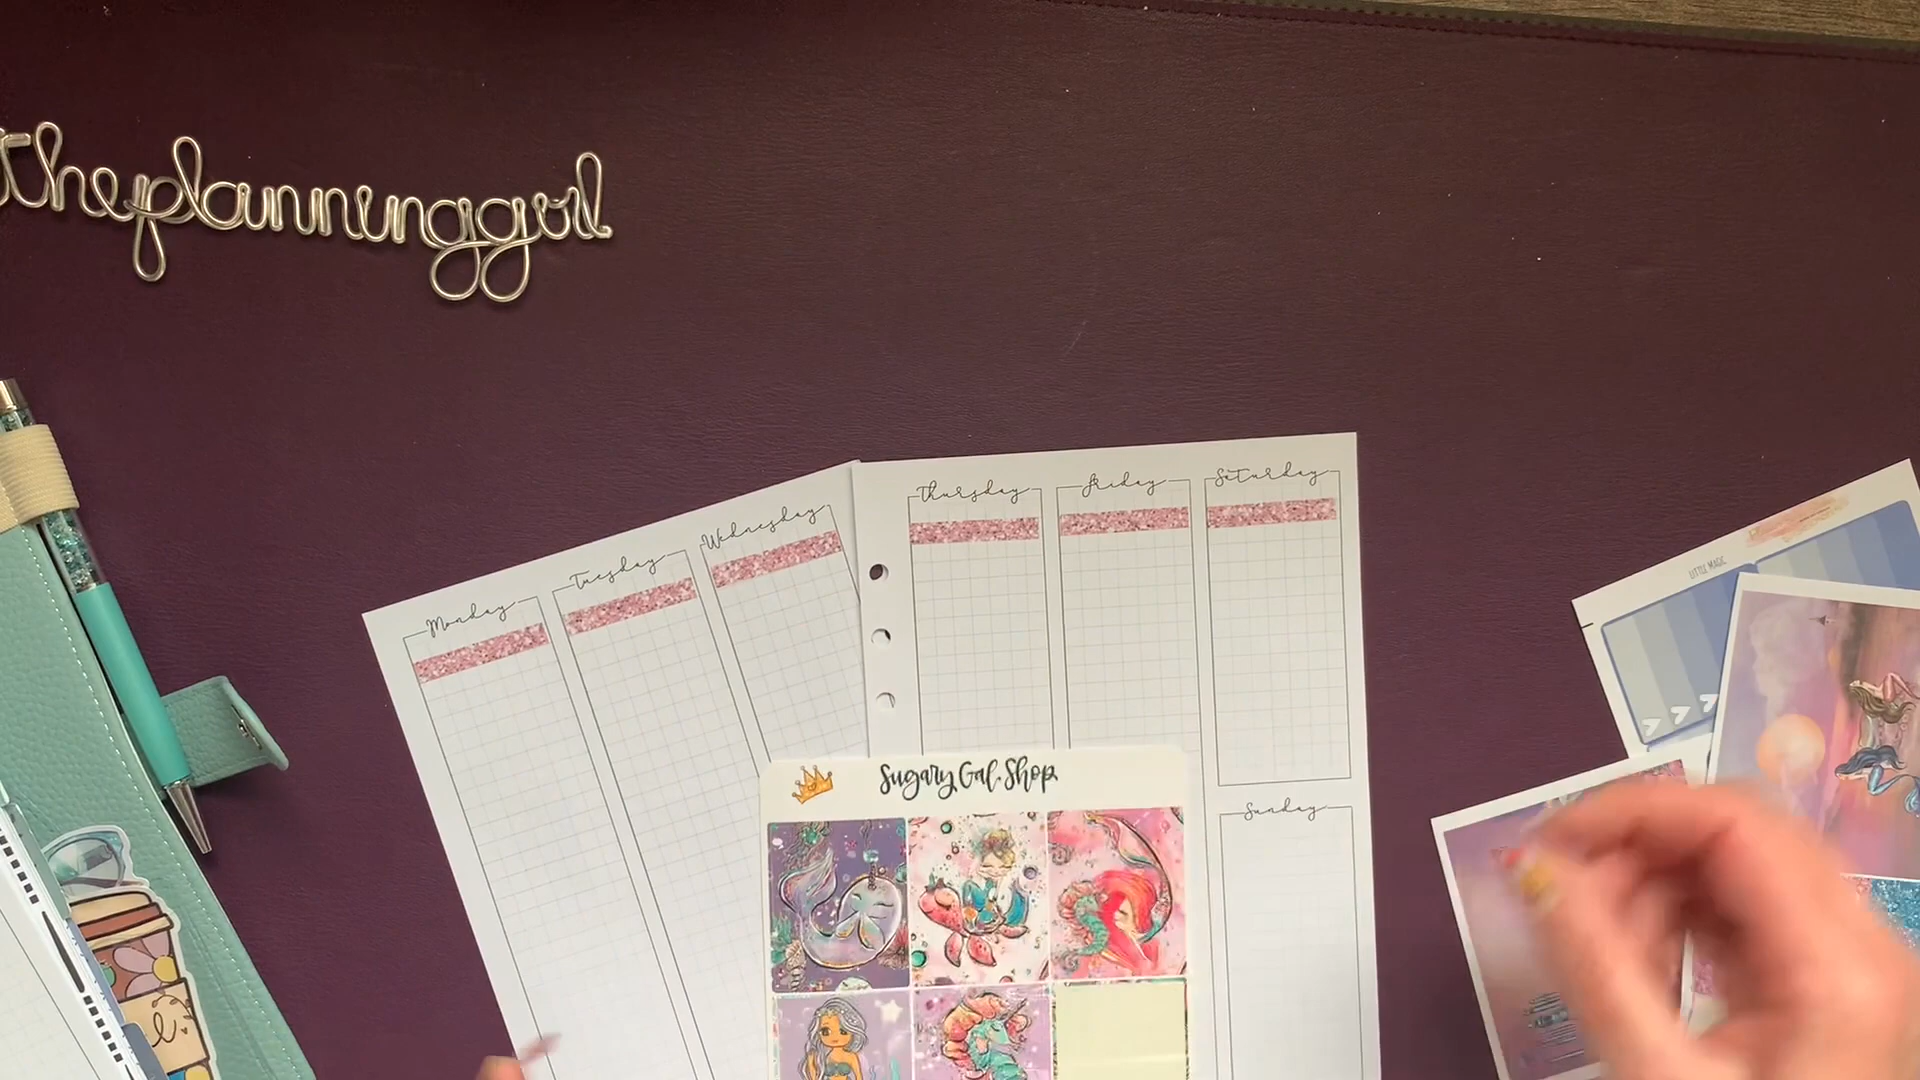 theplanninggirl
Monday
Tuesday
Wednesday
Thursday
Friday
Saturday
Sunday
Sugary Gal Shop
LITTLE MAGIC